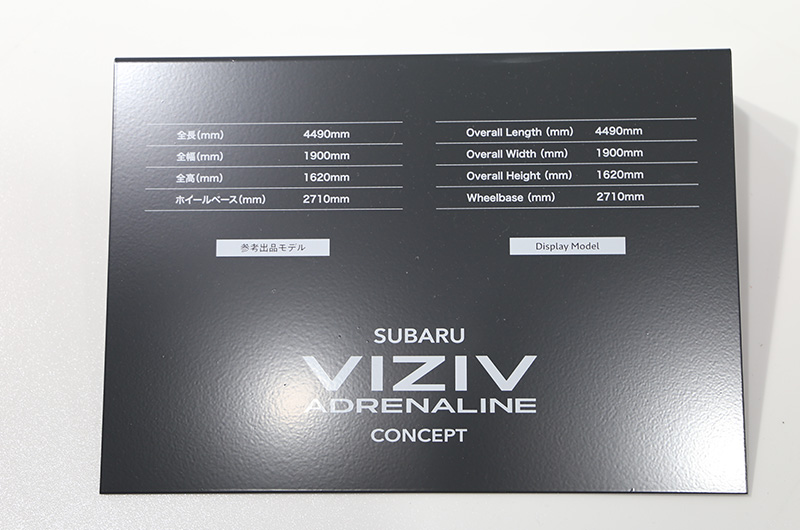 全長(mm) 4490mm
全幅(mm) 1900mm
全高(mm) 1620mm
ホイールベース(mm) 2710mm
参考出品モデル
Overall Length (mm) 4490mm
Overall Width (mm) 1900mm
Overall Height (mm) 1620mm
Wheelbase (mm) 2710mm
Display Model
SUBARU
VIZIV
ADRENALINE
CONCEPT